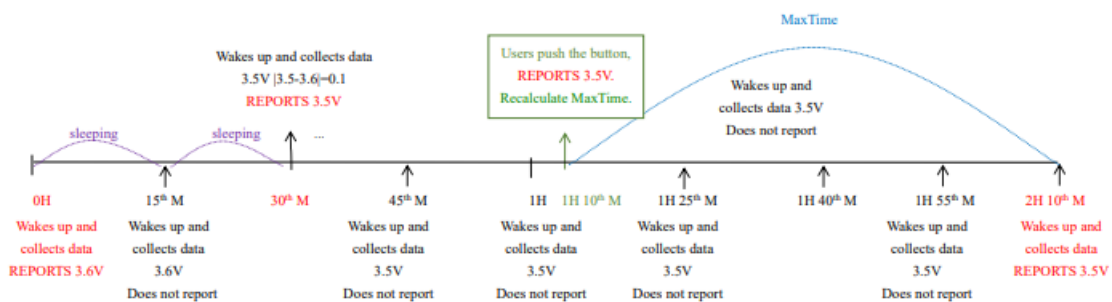 MaxTime
Wakes up and collects data
3.5V |3.5-3.6|=0.1
REPORTS 3.5V
Users push the button,
REPORTS 3.5V.
Recalculate MaxTime.
Wakes up and
collects data 3.5V
Does not report
sleeping
sleeping
...
0H
15th M
30th M
45th M
1H
1H 10th M
1H 25th M
1H 40th M
1H 55th M
2H 10th M
Wakes up and
collects data
REPORTS 3.6V
Wakes up and
collects data
3.6V
Does not report
Wakes up and
collects data
3.5V
Does not report
Wakes up and
collects data
3.5V
Does not report
Wakes up and
collects data
3.5V
Does not report
Wakes up and
collects data
3.5V
Does not report
Wakes up and
collects data
REPORTS 3.5V